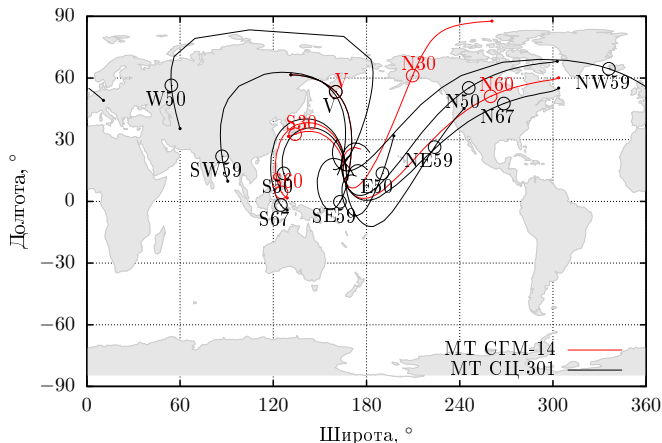 90
60
30
0
−30
−60
−90
Долгота, °
0
60
120
180
240
300
360
Широта, °
W50
V
V
N30
NW59
N60
N50
N67
S30
SW59
NE59
S50
E50
SE59
S67
МТ СГМ-14
МТ СЦ-301